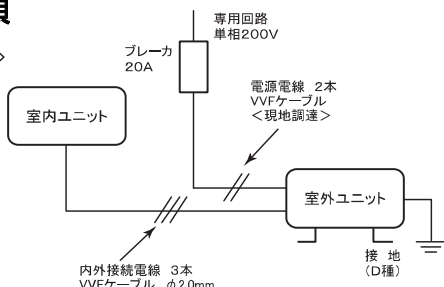 専用回路
単相200V
ブレーカ
20A
電源電線 2本
VVFケーブル
＜現地調達＞
室内ユニット
室外ユニット
接 地
(D種)
内外接続電線 3本
VVFケーブル φ2.0mm